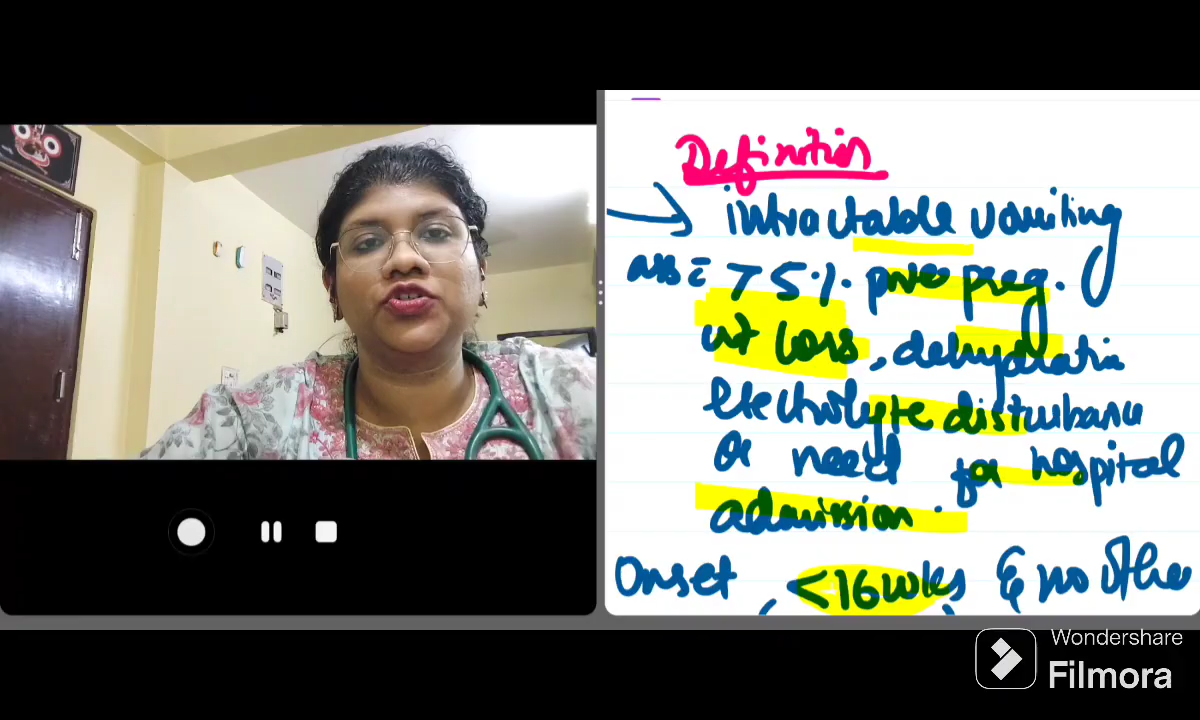 Definition
→ intractable vomiting
ass c̄ > 5%. pre preg.
wt loss, dehydration
electrolyte disturbance
or need for hospital
admission.
Onset <16wks & no other
Wondershare
Filmora